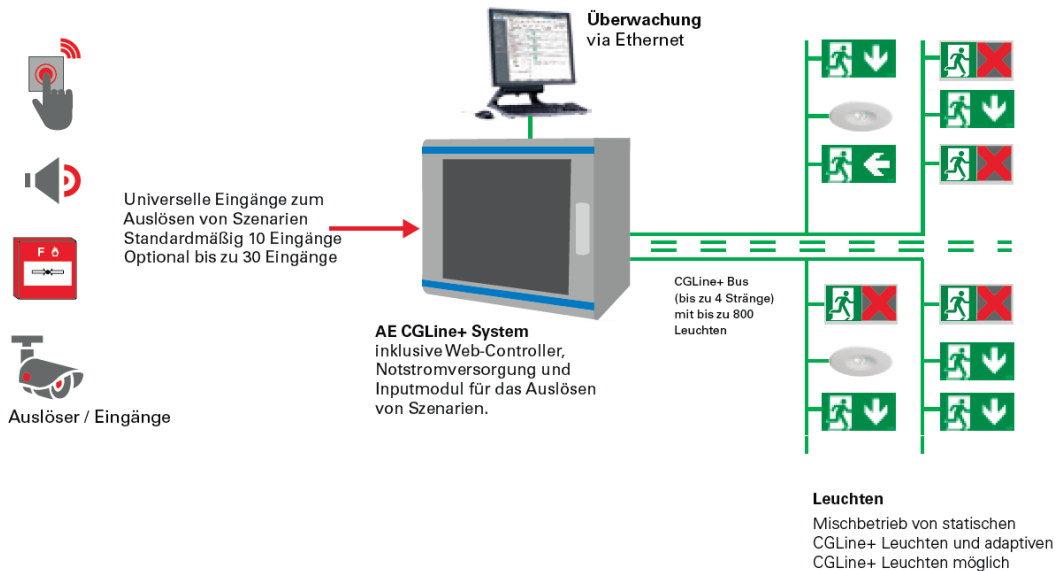 Überwachung
via Ethernet
Universelle Eingänge zum
Auslösen von Szenarien
Standardmäßig 10 Eingänge
Optional bis zu 30 Eingänge
F
CGLine+ Bus
(bis zu 4 Stränge)
mit bis zu 800
Leuchten
AE CGLine+ System
inklusive Web-Controller,
Notstromversorgung und
Inputmodul für das Auslösen
von Szenarien.
Auslöser / Eingänge
Leuchten
Mischbetrieb von statischen
CGLine+ Leuchten und adaptiven
CGLine+ Leuchten möglich